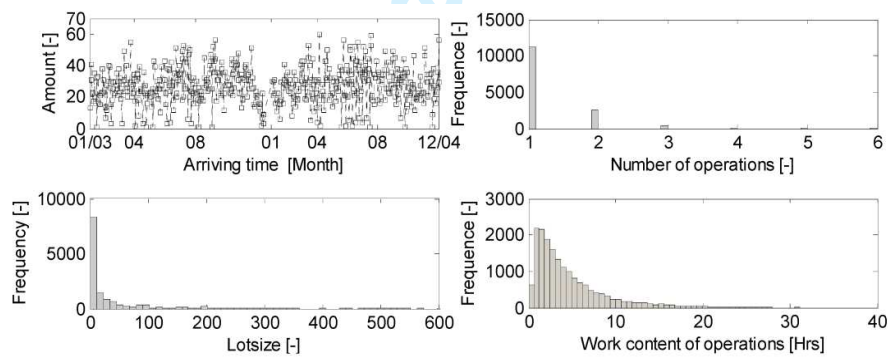 70
60
40
20
0
Amount [-]
01/03 04 08 01 04 08 12/04
Arriving time [Month]
15000
10000
5000
0
Frequence [-]
1 2 3 4 5 6
Number of operations [-]
10000
5000
0
Frequency [-]
0 100 200 300 400 500 600
Lotsize [-]
3000
2000
1000
0
Frequence [-]
0 10 20 30 40
Work content of operations [Hrs]